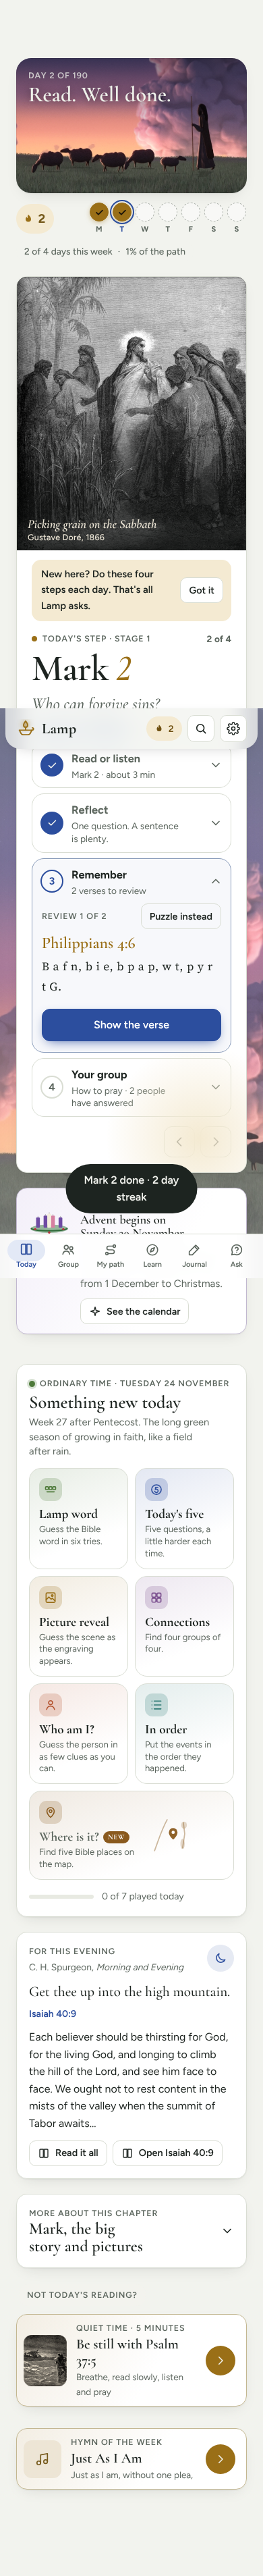 DAY 2 OF 190
Read. Well done.
2
M T W T F S S
2 of 4 days this week · 1% of the path
Picking grain on the Sabbath
Gustave Doré, 1866
New here? Do these four
steps each day. That's all
Lamp asks.
Got it
TODAY'S STEP · STAGE 1
2 of 4
Mark 2
Who can forgive sins?
Lamp
2
Read or listen
Mark 2 · about 3 min
Reflect
One question. A sentence
is plenty.
3
Remember
2 verses to review
REVIEW 1 OF 2
Puzzle instead
Philippians 4:6
B a f n, b i e, b p a p, w t, p y r
t G.
Show the verse
4
Your group
How to pray · 2 people
have answered
Mark 2 done · 2 day
streak
Advent begins on
Sunday 29 November
Today
Group
My path
Learn
Journal
Ask
from 1 December to Christmas.
See the calendar
ORDINARY TIME · TUESDAY 24 NOVEMBER
Something new today
Week 27 after Pentecost. The long green
season of growing in faith, like a field
after rain.
Lamp word
Guess the Bible
word in six tries.
Today's five
Five questions, a
little harder each
time.
Picture reveal
Guess the scene as
the engraving
appears.
Connections
Find four groups of
four.
Who am I?
Guess the person in
as few clues as you
can.
In order
Put the events in
the order they
happened.
Where is it? NEW
Find five Bible places on
the map.
0 of 7 played today
FOR THIS EVENING
C. H. Spurgeon, Morning and Evening
Get thee up into the high mountain.
Isaiah 40:9
Each believer should be thirsting for God,
for the living God, and longing to climb
the hill of the Lord, and see him face to
face. We ought not to rest content in the
mists of the valley when the summit of
Tabor awaits…
Read it all
Open Isaiah 40:9
MORE ABOUT THIS CHAPTER
Mark, the big
story and pictures
NOT TODAY'S READING?
QUIET TIME · 5 MINUTES
Be still with Psalm
37:5
Breathe, read slowly, listen
and pray
HYMN OF THE WEEK
Just As I Am
Just as I am, without one plea,